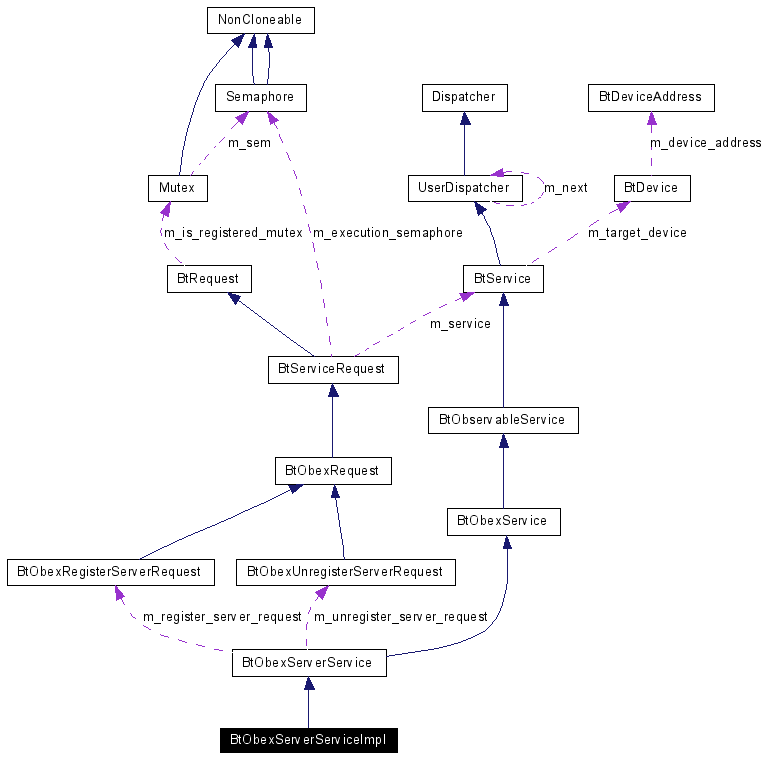 NonCloneable
Semaphore
Dispatcher
BtDeviceAddress
m_sem
m_device_address
Mutex
UserDispatcher
m_next
BtDevice
m_is_registered_mutex
m_execution_semaphore
m_target_device
BtRequest
BtService
m_service
BtServiceRequest
BtObservableService
BtObexRequest
BtObexService
BtObexRegisterServerRequest
BtObexUnregisterServerRequest
m_register_server_request
m_unregister_server_request
BtObexServerService
BtObexServerServiceImpl